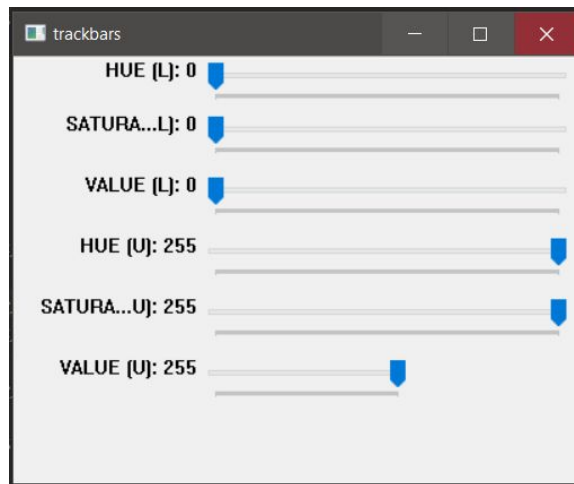 trackbars
HUE (L): 0
SATURA...L): 0
VALUE (L): 0
HUE (U): 255
SATURA...U): 255
VALUE (U): 255